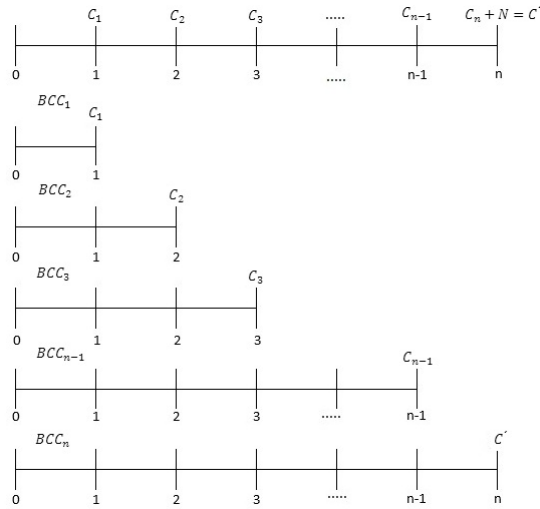 C₁ C₂ C₃ ..... Cₙ₋₁ Cₙ + N = C´
0 1 2 3 ..... n-1 n
BCC₁
C₁
0 1
BCC₂
C₂
0 1 2
BCC₃
C₃
0 1 2 3
BCCₙ₋₁
Cₙ₋₁
0 1 2 3 ..... n-1
BCCₙ C´
0 1 2 3 ..... n-1 n